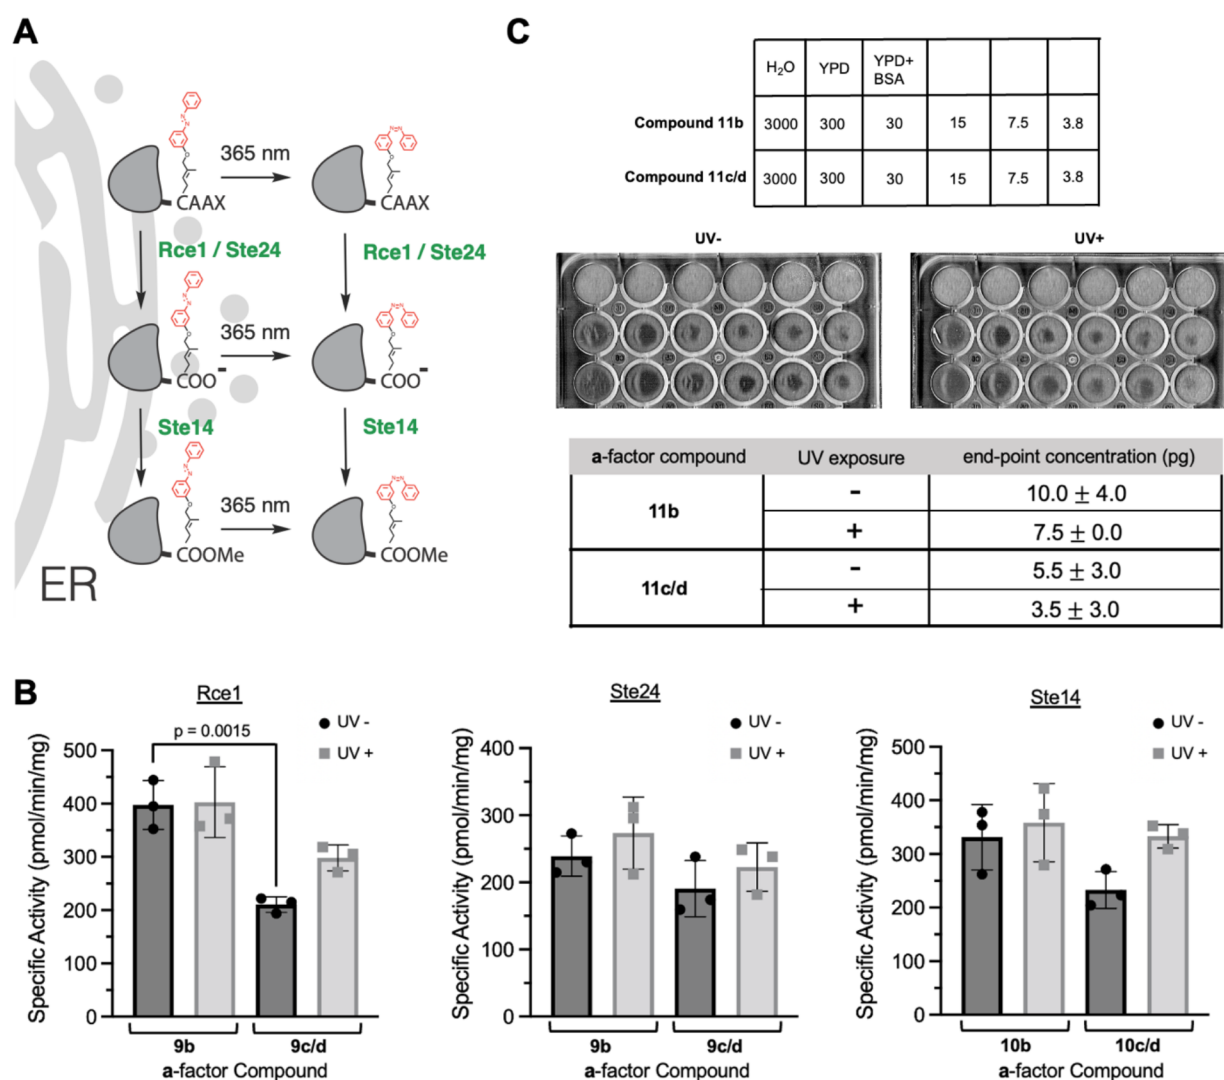 A
365 nm
CAAX
CAAX
Rce1 / Ste24
Rce1 / Ste24
365 nm
COO-
COO-
Ste14
Ste14
365 nm
COOMe
COOMe
ER
C
H₂O YPD YPD+
BSA
Compound 11b 3000 300 30 15 7.5 3.8
Compound 11c/d 3000 300 30 15 7.5 3.8
UV- UV+
a-factor compound UV exposure end-point concentration (pg)
11b - 10.0 ± 4.0
+ 7.5 ± 0.0
11c/d - 5.5 ± 3.0
+ 3.5 ± 3.0
B
Rce1
p = 0.0015
UV -
UV +
Specific Activity (pmol/min/mg)
500
400
300
200
100
0
9b 9c/d
a-factor Compound
Ste24
UV -
UV +
Specific Activity (pmol/min/mg)
400
300
200
100
0
9b 9c/d
a-factor Compound
Ste14
UV -
UV +
Specific Activity (pmol/min/mg)
500
400
300
200
100
0
10b 10c/d
a-factor Compound